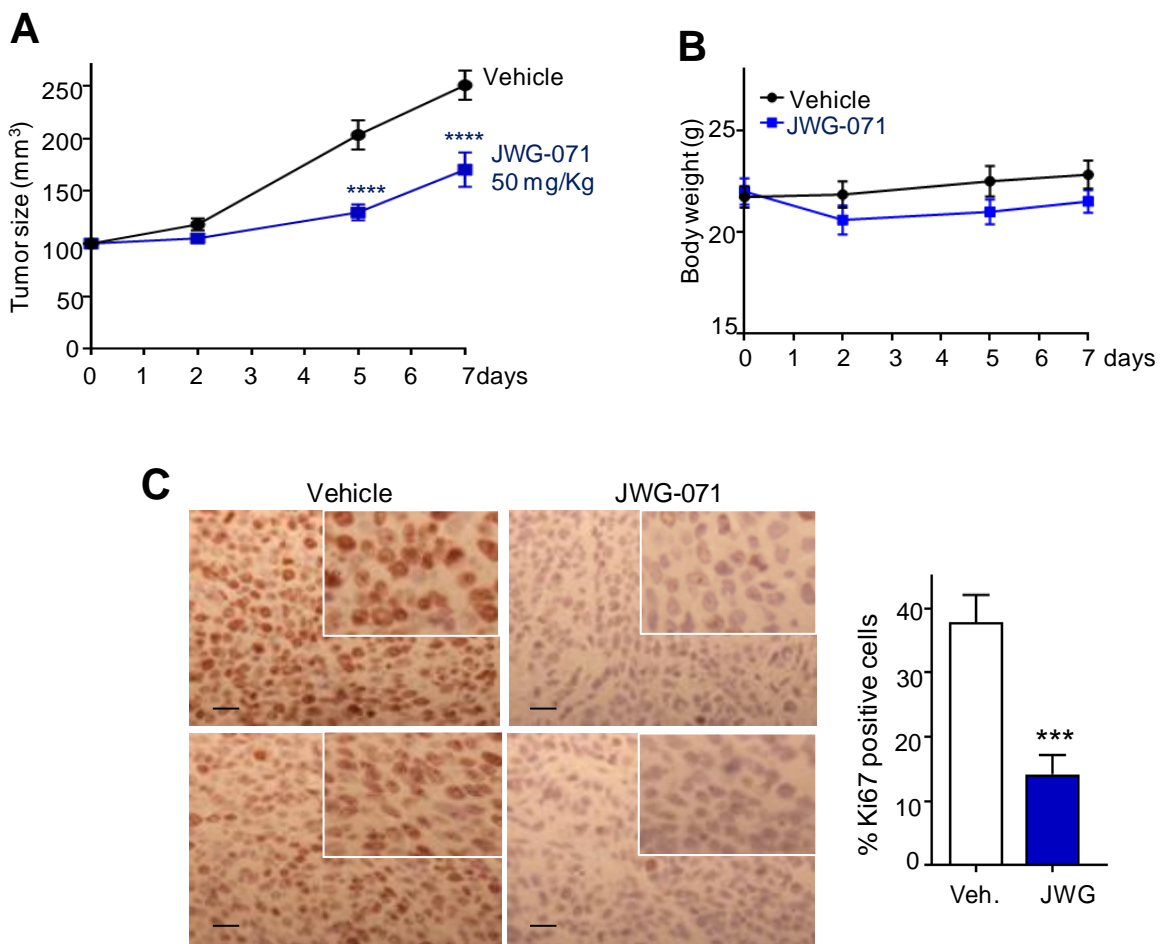 A
Tumor size (mm³)
250
200
150
100
50
0
0 1 2 3 4 5 6 7days
Vehicle
****
****
JWG-071
50 mg/Kg
B
Body weight (g)
25
20
15
0 1 2 3 4 5 6 7 days
Vehicle
JWG-071
C
Vehicle JWG-071
% Ki67 positive cells
40
30
20
10
0
***
Veh. JWG